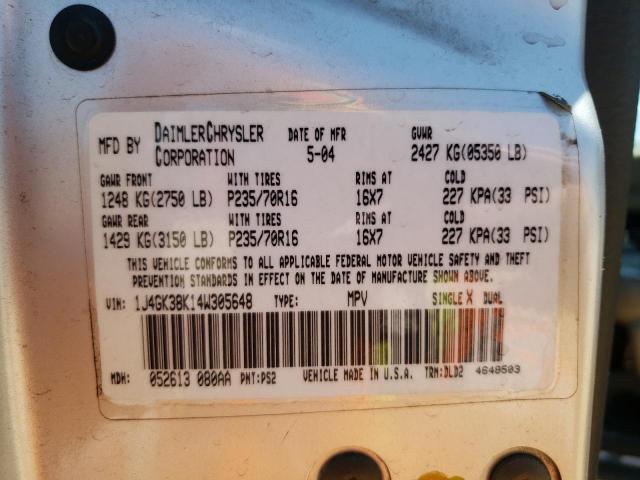 MFD BY DAIMLERCHRYSLER CORPORATION DATE OF MFR 5-04 GVWR 2427 KG(05350 LB)
GAWR FRONT WITH TIRES RIMS AT COLD
1248 KG(2750 LB) P235/70R16 16X7 227 KPA(33 PSI)
GAWR REAR WITH TIRES RIMS AT COLD
1429 KG(3150 LB) P235/70R16 16X7 227 KPA(33 PSI)
THIS VEHICLE CONFORMS TO ALL APPLICABLE FEDERAL MOTOR VEHICLE SAFETY AND THEFT
PREVENTION STANDARDS IN EFFECT ON THE DATE OF MANUFACTURE SHOWN ABOVE.
VIN: 1J4GK38K14W305648 TYPE: MPV SINGLE X DUAL
MDH: 052613 080AA PNT:PS2 VEHICLE MADE IN U.S.A. TRM:DLD2 4648503